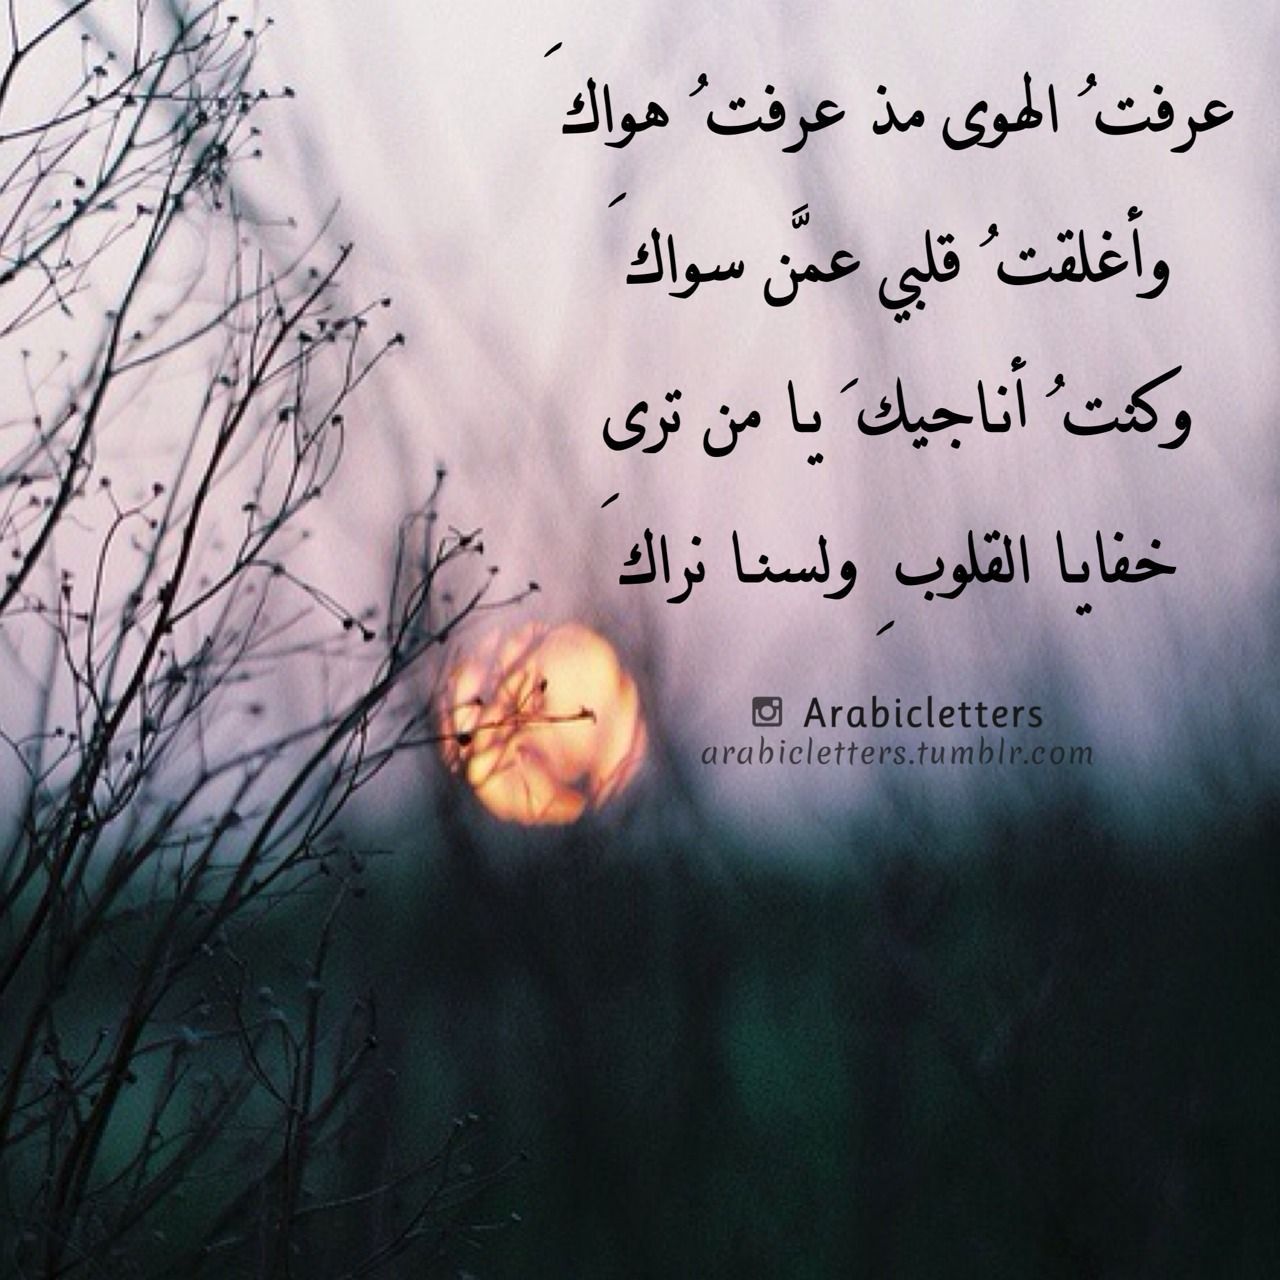 عرفتُ الهوى مذ عرفتُ هواكَ
وأغلقتُ قلبي عمَّن سواكَ
وكنتُ أناجيكَ يا من ترى
خفايا القلوبِ ولسنا نراكَ
Arabicletters
arabicletters.tumblr.com